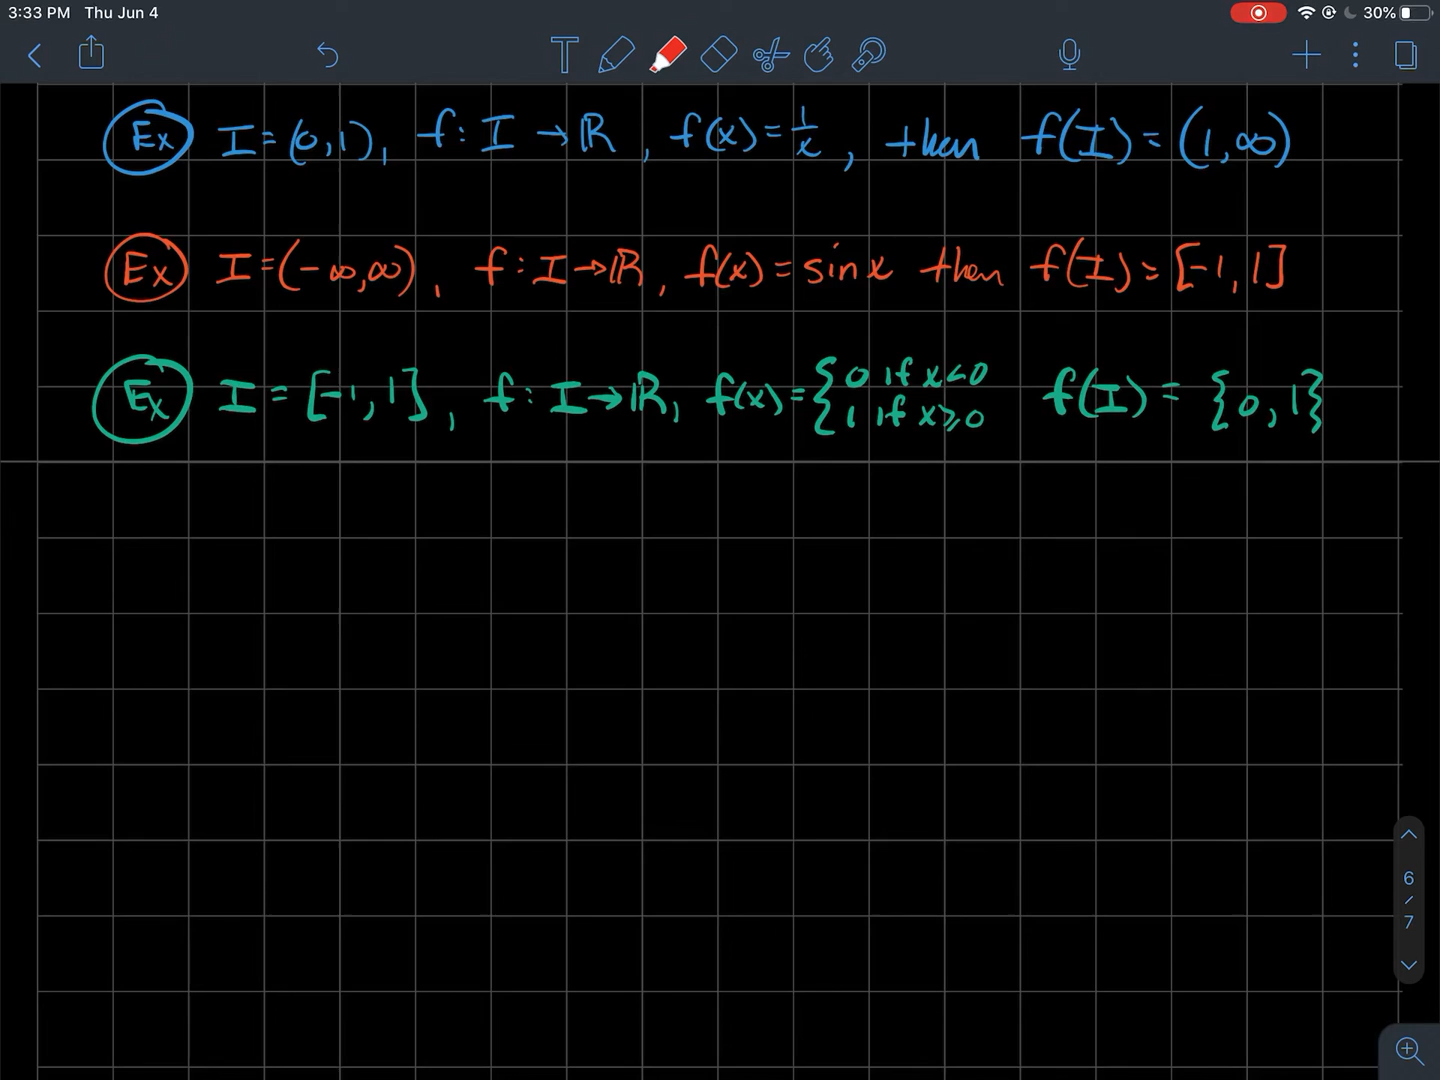 3:33 PM Thu Jun 4 30%
T
Ex I = (0,1), f : I → ℝ, f(x) = 1/x, then f(I) = (1,∞)
Ex I = (-∞,∞), f : I → ℝ, f(x) = sin x then f(I) = [-1, 1]
Ex I = [-1, 1], f : I → ℝ, f(x) = { 0 if x < 0
1 if x ⩾ 0 f(I) = {0, 1}
6
/
7